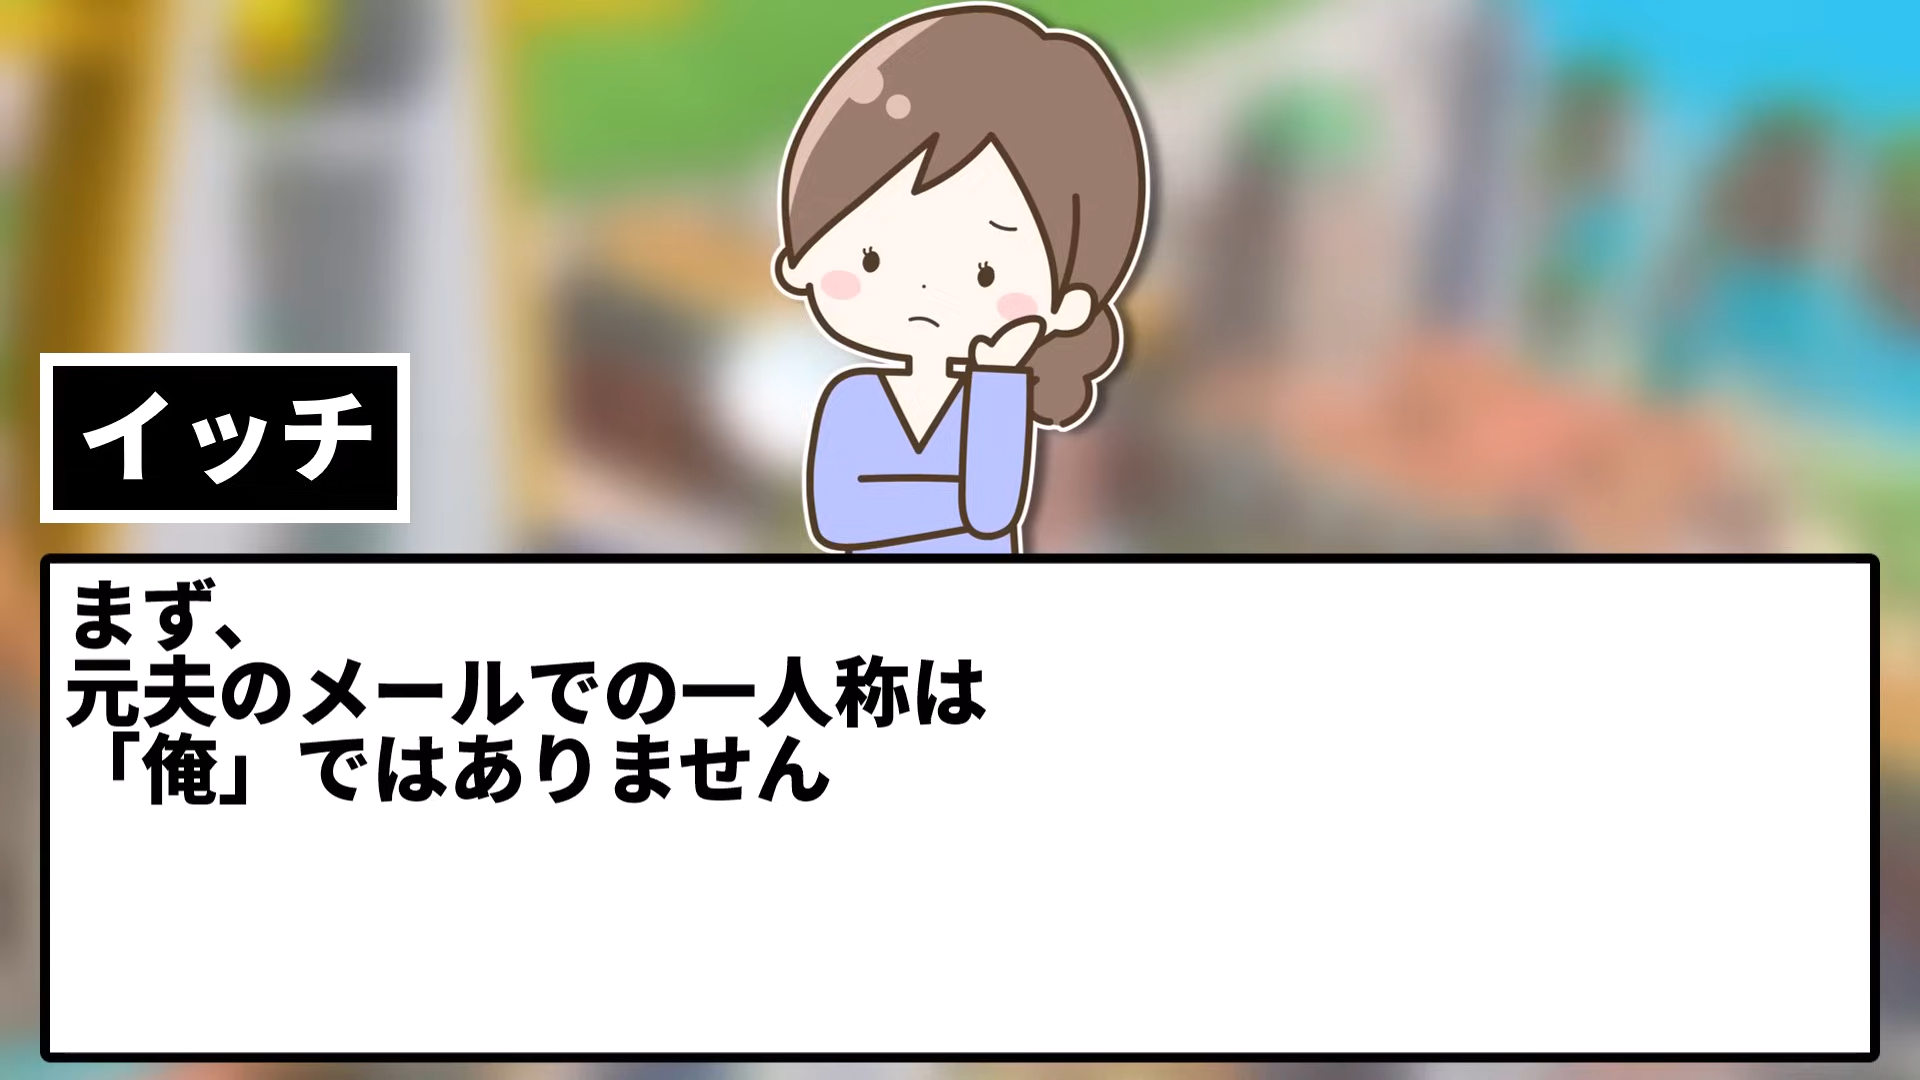 イッチ
まず、
元夫のメールでの一人称は
「俺」ではありません